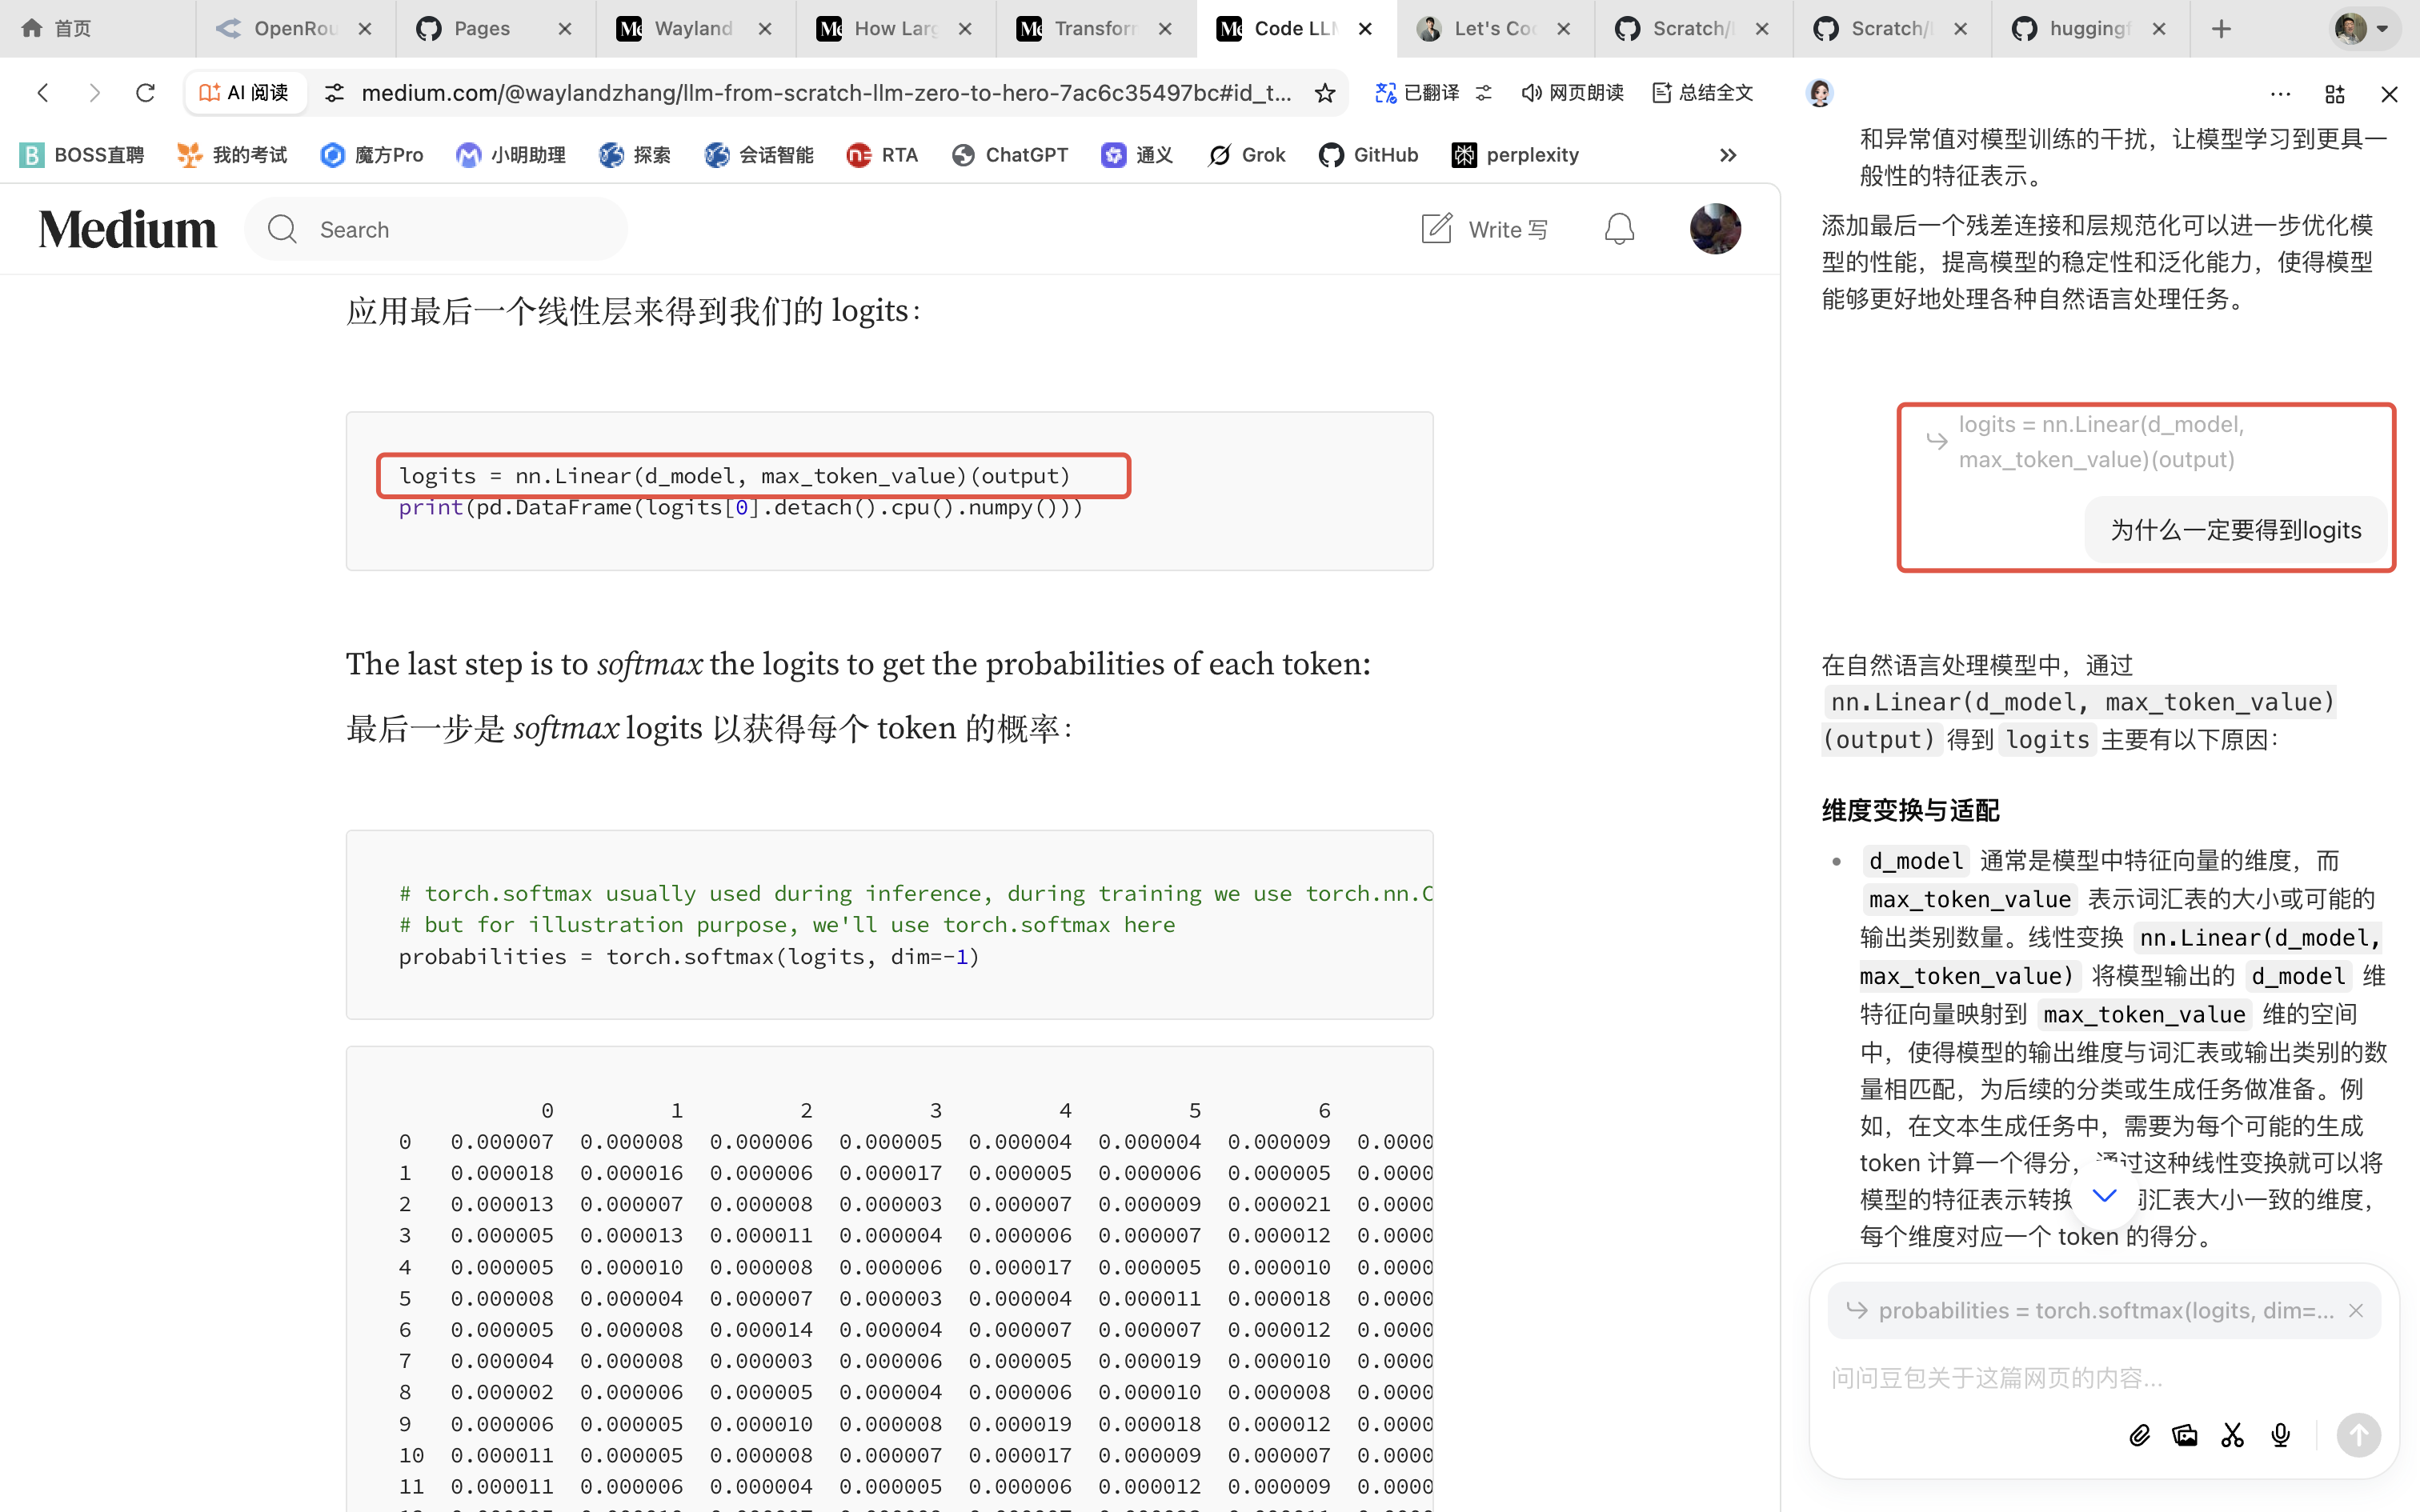 首页
OpenRou
Pages
Wayland
How Larg
Transforr
Code LLM
Let's Co
Scratch/
Scratch/
huggingf
AI 阅读
medium.com/@waylandzhang/llm-from-scratch-llm-zero-to-hero-7ac6c35497bc#id_t...
已翻译
网页朗读
总结全文
BOSS直聘
我的考试
魔方Pro
小明助理
探索
会话智能
RTA
ChatGPT
通义
Grok
GitHub
perplexity
Medium
Search
Write 写
应用最后一个线性层来得到我们的 logits：
logits = nn.Linear(d_model, max_token_value)(output)
print(pd.DataFrame(logits[0].detach().cpu().numpy()))
The last step is to softmax the logits to get the probabilities of each token:
最后一步是 softmax logits 以获得每个 token 的概率：
# torch.softmax usually used during inference, during training we use torch.nn.C
# but for illustration purpose, we'll use torch.softmax here
probabilities = torch.softmax(logits, dim=-1)
0 1 2 3 4 5 6
0 0.000007 0.000008 0.000006 0.000005 0.000004 0.000004 0.000009 0.0000
1 0.000018 0.000016 0.000006 0.000017 0.000005 0.000006 0.000005 0.0000
2 0.000013 0.000007 0.000008 0.000003 0.000007 0.000009 0.000021 0.0000
3 0.000005 0.000013 0.000011 0.000004 0.000006 0.000007 0.000012 0.0000
4 0.000005 0.000010 0.000008 0.000006 0.000017 0.000005 0.000010 0.0000
5 0.000008 0.000004 0.000007 0.000003 0.000004 0.000011 0.000018 0.0000
6 0.000005 0.000008 0.000014 0.000004 0.000007 0.000007 0.000012 0.0000
7 0.000004 0.000008 0.000003 0.000006 0.000005 0.000019 0.000010 0.0000
8 0.000002 0.000006 0.000005 0.000004 0.000006 0.000010 0.000008 0.0000
9 0.000006 0.000005 0.000010 0.000008 0.000019 0.000018 0.000012 0.0000
10 0.000011 0.000005 0.000008 0.000007 0.000017 0.000009 0.000007 0.0000
11 0.000011 0.000006 0.000004 0.000005 0.000006 0.000012 0.000009 0.0000
和异常值对模型训练的干扰，让模型学习到更具一
般性的特征表示。
添加最后一个残差连接和层规范化可以进一步优化模
型的性能，提高模型的稳定性和泛化能力，使得模型
能够更好地处理各种自然语言处理任务。
logits = nn.Linear(d_model,
max_token_value)(output)
为什么一定要得到logits
在自然语言处理模型中，通过
nn.Linear(d_model, max_token_value)
(output) 得到 logits 主要有以下原因：
维度变换与适配
• d_model 通常是模型中特征向量的维度，而
max_token_value 表示词汇表的大小或可能的
输出类别数量。线性变换 nn.Linear(d_model,
max_token_value) 将模型输出的 d_model 维
特征向量映射到 max_token_value 维的空间
中，使得模型的输出维度与词汇表或输出类别的数
量相匹配，为后续的分类或生成任务做准备。例
如，在文本生成任务中，需要为每个可能的生成
token 计算一个得分，通过这种线性变换就可以将
模型的特征表示转换 词汇表大小一致的维度，
每个维度对应一个 token 的得分。
probabilities = torch.softmax(logits, dim=...
问问豆包关于这篇网页的内容...